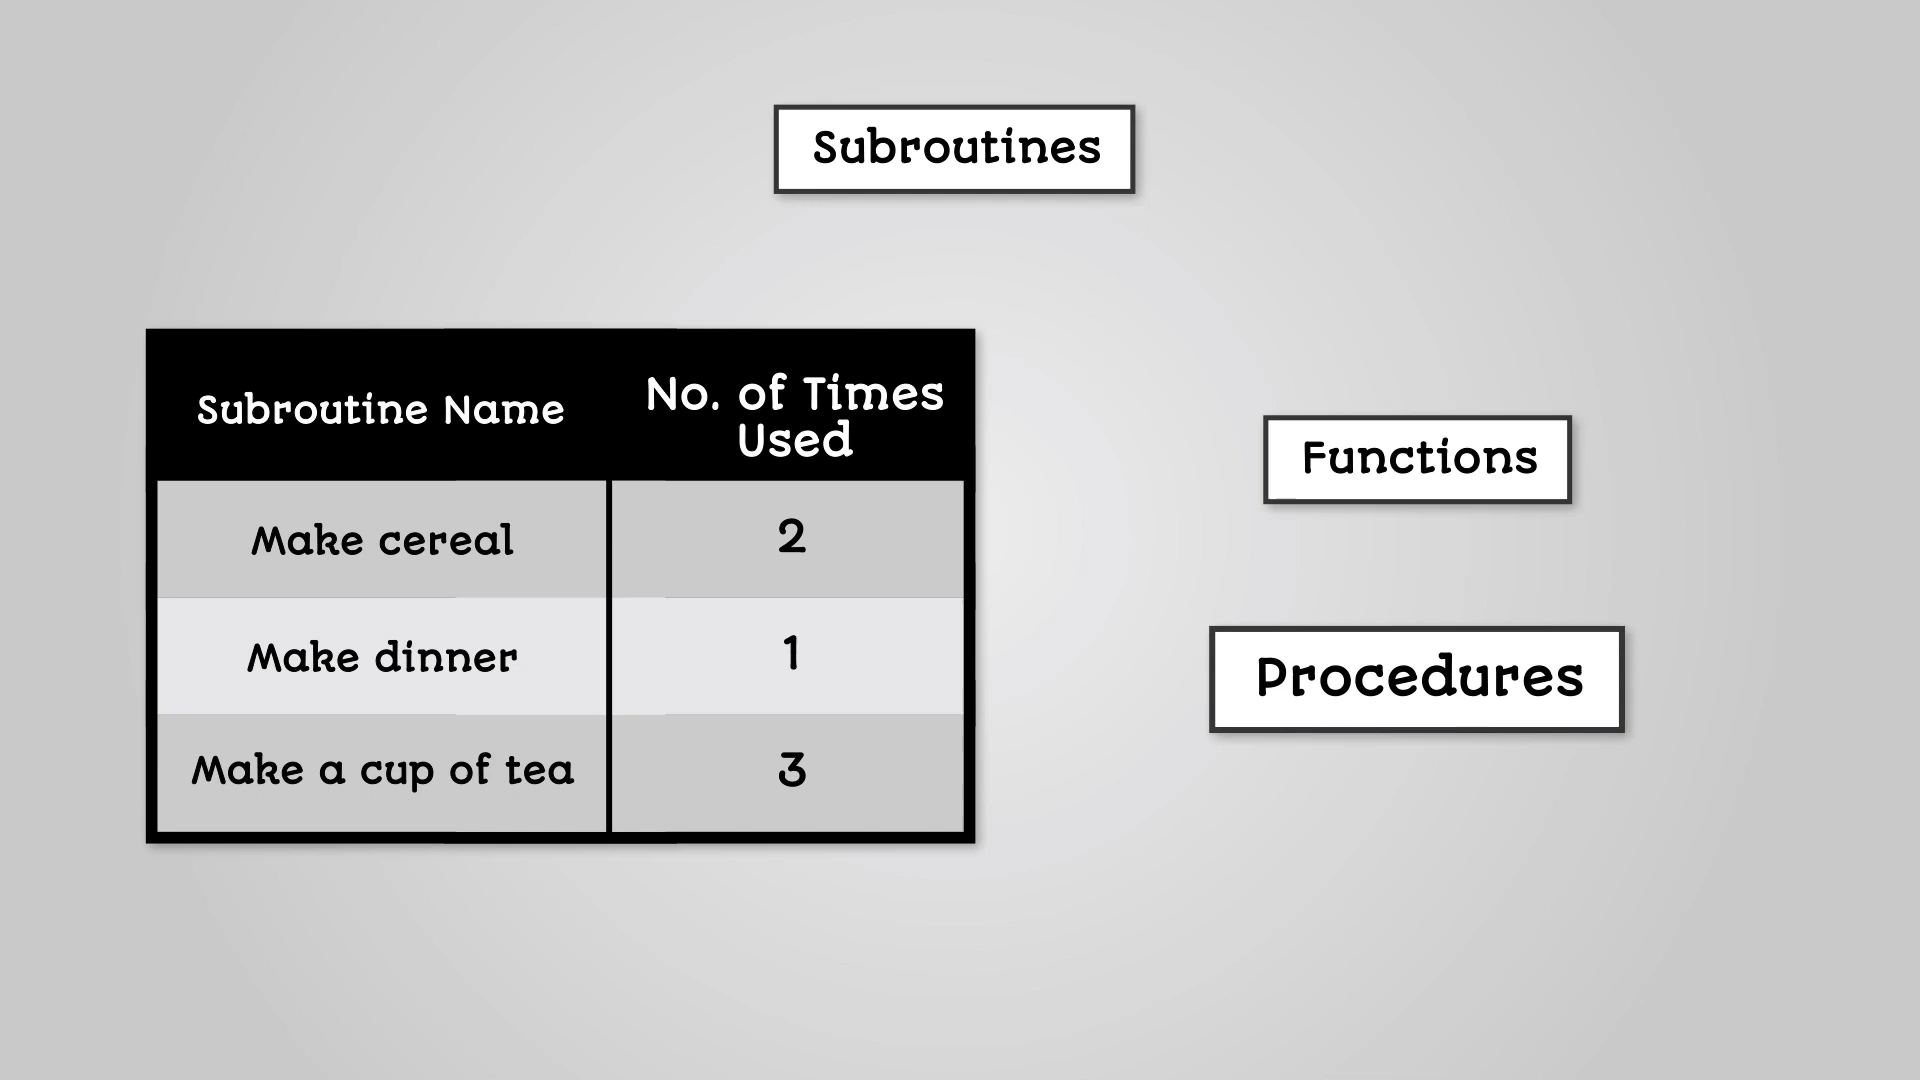 Subroutines
Subroutine Name
No. of Times
Used
Make cereal
2
Make dinner
1
Make a cup of tea
3
Functions
Procedures